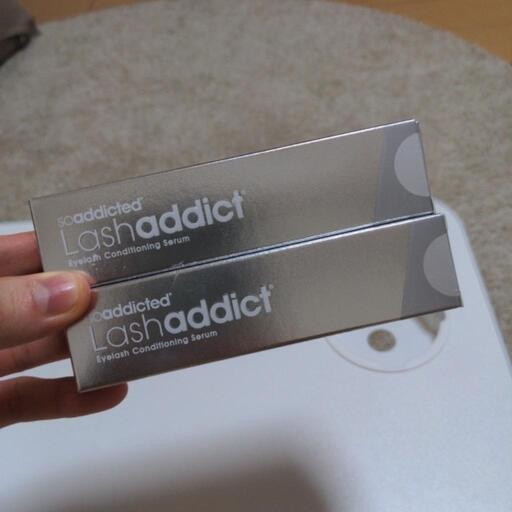 soaddicted®
Lashaddict®
Eyelash Conditioning Serum
soaddicted®
Lashaddict®
Eyelash Conditioning Serum